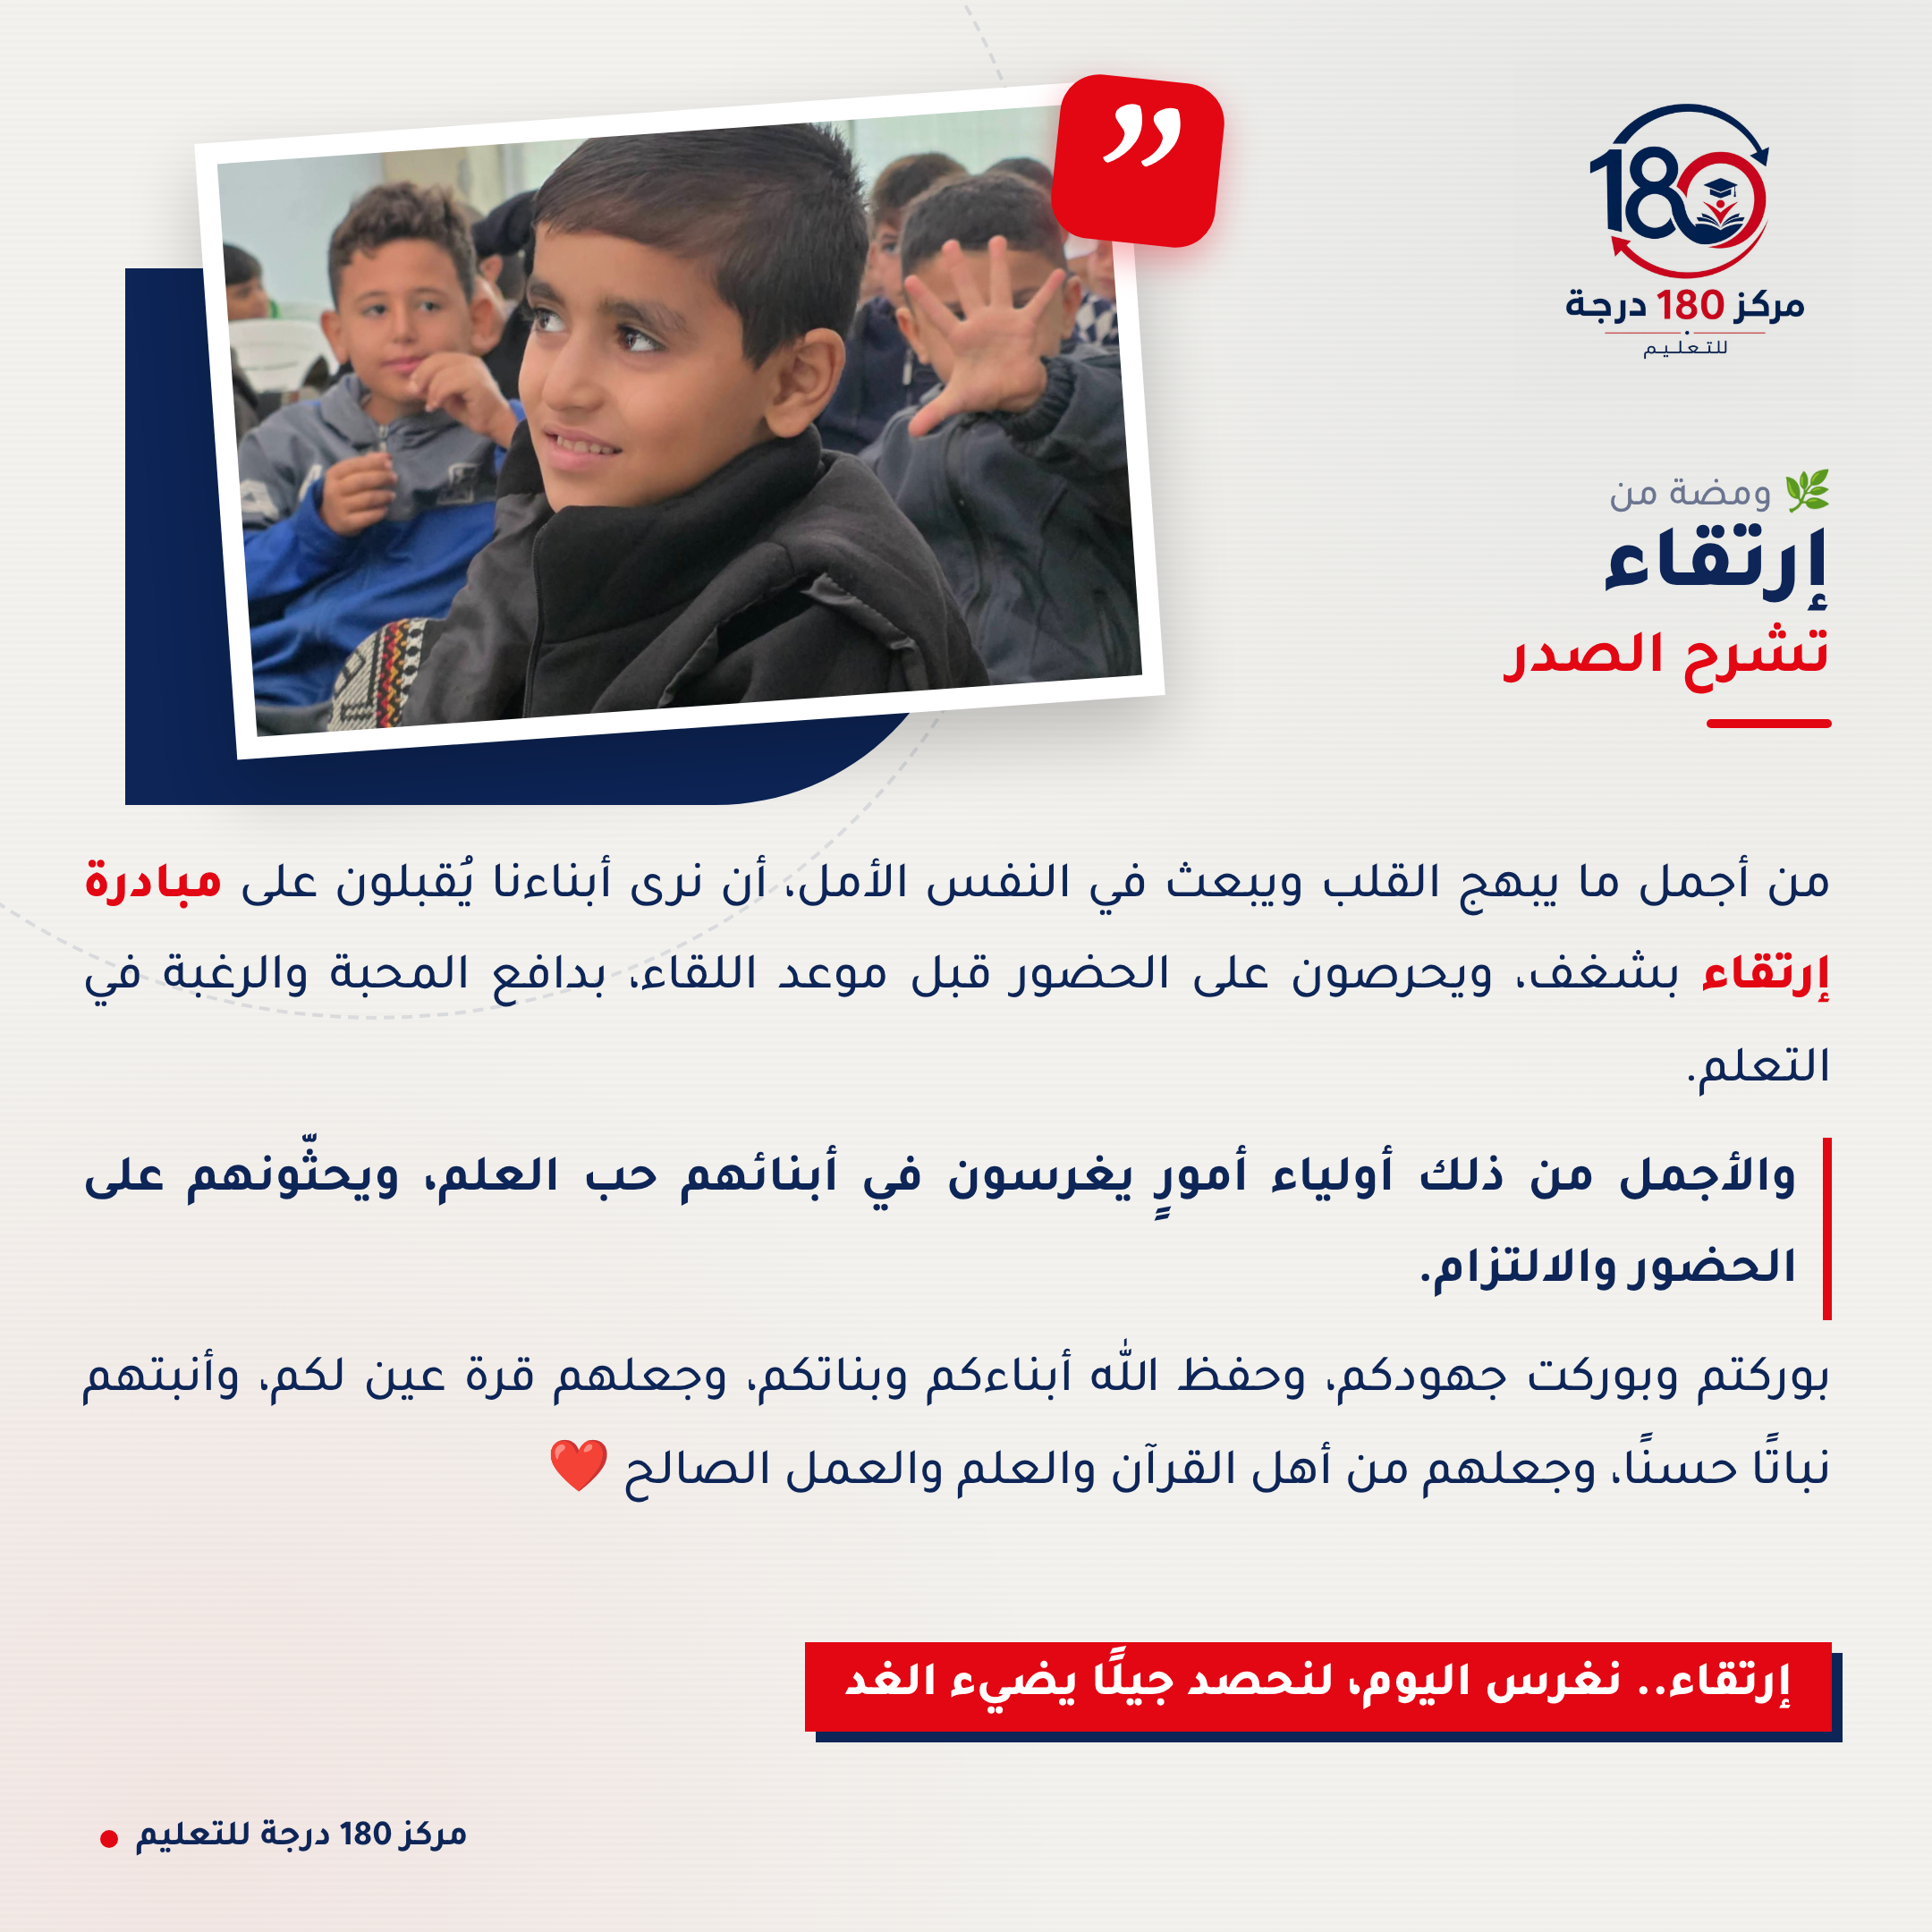 180
مركز 180 درجة
للتعليم
🌿 ومضة من
إرتقاء
تشرح الصدر
من أجمل ما يبهج القلب ويبعث في النفس الأمل، أن نرى أبناءنا يُقبلون على مبادرة
إرتقاء بشغف، ويحرصون على الحضور قبل موعد اللقاء، بدافع المحبة والرغبة في
التعلم.
والأجمل من ذلك أولياء أمورٍ يغرسون في أبنائهم حب العلم، ويحثّونهم على
الحضور والالتزام.
بوركتم وبوركت جهودكم، وحفظ الله أبناءكم وبناتكم، وجعلهم قرة عين لكم، وأنبتهم
نباتًا حسنًا، وجعلهم من أهل القرآن والعلم والعمل الصالح ❤️
إرتقاء.. نغرس اليوم، لنحصد جيلًا يضيء الغد
مركز 180 درجة للتعليم